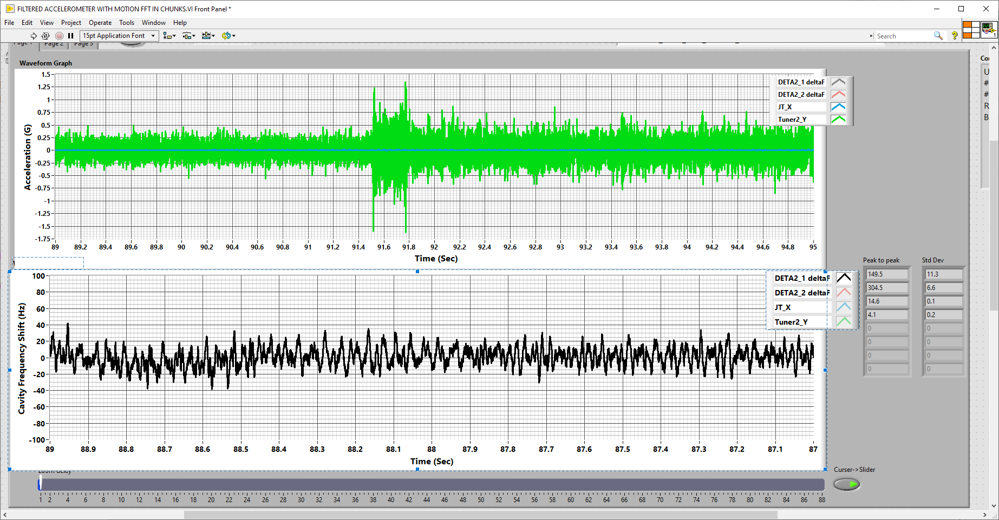 FILTERED ACCELEROMETER WITH MOTION FFT IN CHUNKS.VI Front Panel *
File Edit View Project Operate Tools Window Help
15pt Application Font
Search
1
Page 1 Page 2 Page 3
Waveform Graph
1.5
1.25
1
0.75
0.5
0.25
0
-0.25
-0.5
-0.75
-1
-1.25
-1.5
-1.75
Acceleration (G)
89 89.2 89.4 89.6 89.8 90 90.2 90.4 90.6 90.8 91 91.2 91.4 91.6 91.8 92 92.2 92.4 92.6 92.8 93 93.2 93.4 93.6 93.8 94 94.2 94.4 94.6 94.8 95
Time (Sec)
DETA2_1 deltaF
DETA2_2 deltaF
JT_X
Tuner2_Y
100
80
60
40
20
0
-20
-40
-60
-80
-100
Cavity Frequency Shift (Hz)
89 88.9 88.8 88.7 88.6 88.5 88.4 88.3 88.2 88.1 88 87.9 87.8 87.7 87.6 87.5 87.4 87.3 87.2 87.1 87
Time (Sec)
DETA2_1 deltaF
DETA2_2 deltaF
JT_X
Tuner2_Y
Peak to peak Std Dev
149.5 11.3
304.5 6.6
14.6 0.1
4.1 0.2
0 0
0 0
0 0
0 0
zoom delay
1 2 4 6 8 10 12 14 16 18 20 22 24 26 28 30 32 34 36 38 40 42 44 46 48 50 52 54 56 58 60 62 64 66 68 70 72 74 76 78 80 82 84 86 88
Curser->Slider
Co
U
#
#
R
B